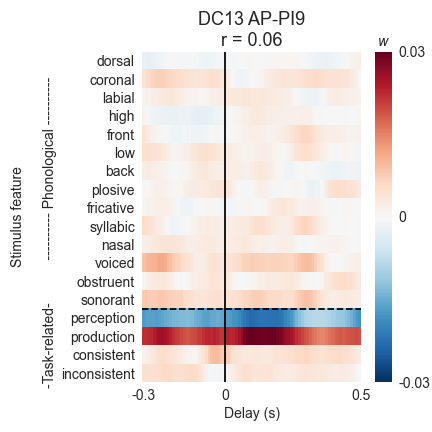 DC13 AP-PI9
r = 0.06
w
dorsal
coronal
labial
high
front
low
back
plosive
fricative
syllabic
nasal
voiced
obstruent
sonorant
perception
production
consistent
inconsistent
Stimulus feature
-Task-related- ----------- Phonological -----------
0.03
0
-0.03
-0.3 0 0.5
Delay (s)